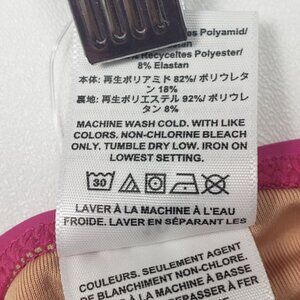 Polyamid/
Recyceltes Polyester/
8% Elastan
本体: 再生ポリアミド 82%/ ポリウレタ
ン 18%
裏地: 再生ポリエステル 92%/ ポリウレ
タン 8%
MACHINE WASH COLD. WITH LIKE
COLORS. NON-CHLORINE BLEACH
ONLY, TUMBLE DRY LOW. IRON ON
LOWEST SETTING.
30
LAVER À LA MACHINE À L'EAU
FROIDE. LAVER EN SÉPARANT LES
COULEURS. SEULEMENT AGENT
DE BLANCHIMENT NON-CHLORE.
À LA MACHINE À BASSE
FER